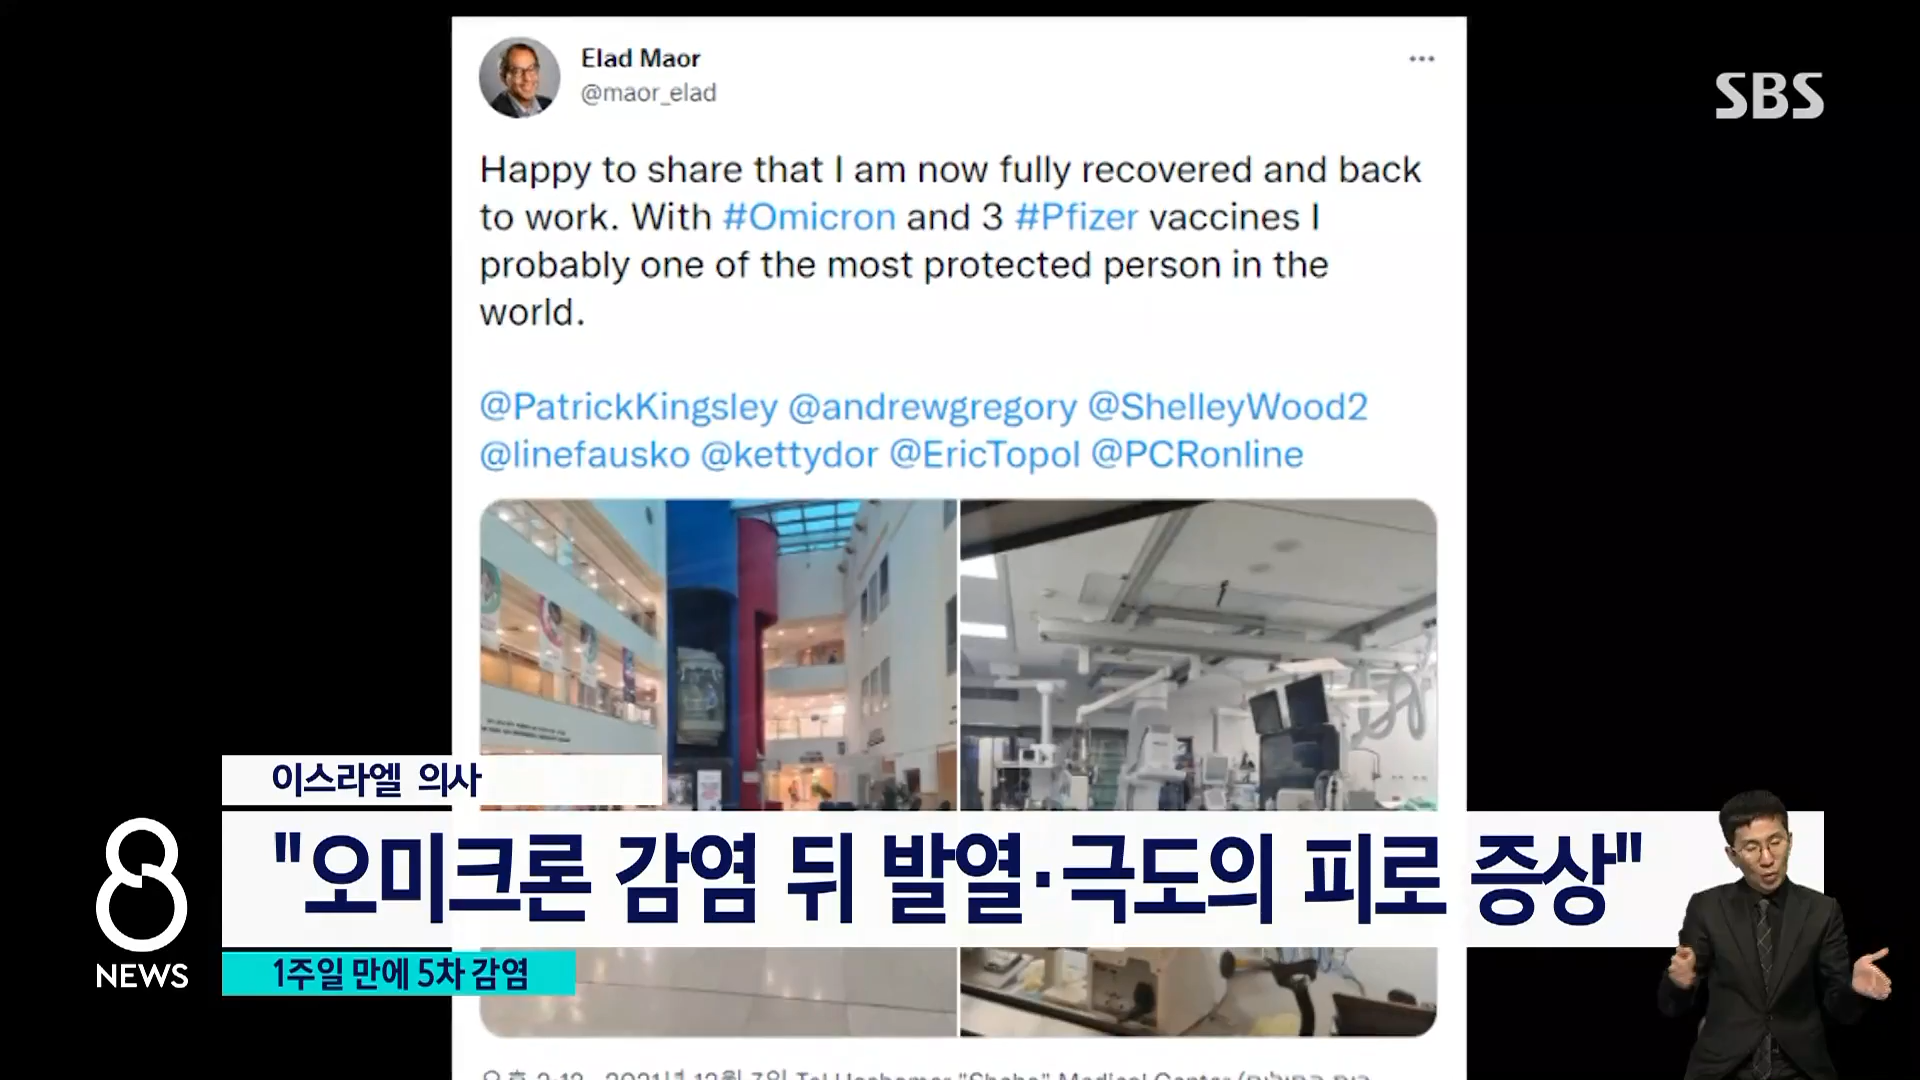 Elad Maor
@maor_elad
SBS
Happy to share that I am now fully recovered and back
to work. With #Omicron and 3 #Pfizer vaccines I
probably one of the most protected person in the
world.
@PatrickKingsley @andrewgregory @ShelleyWood2
@linefausko @kettydor @EricTopol @PCRonline
이스라엘 의사
"오미크론 감염 뒤 발열·극도의 피로 증상"
8
NEWS
1주일 만에 5차 감염